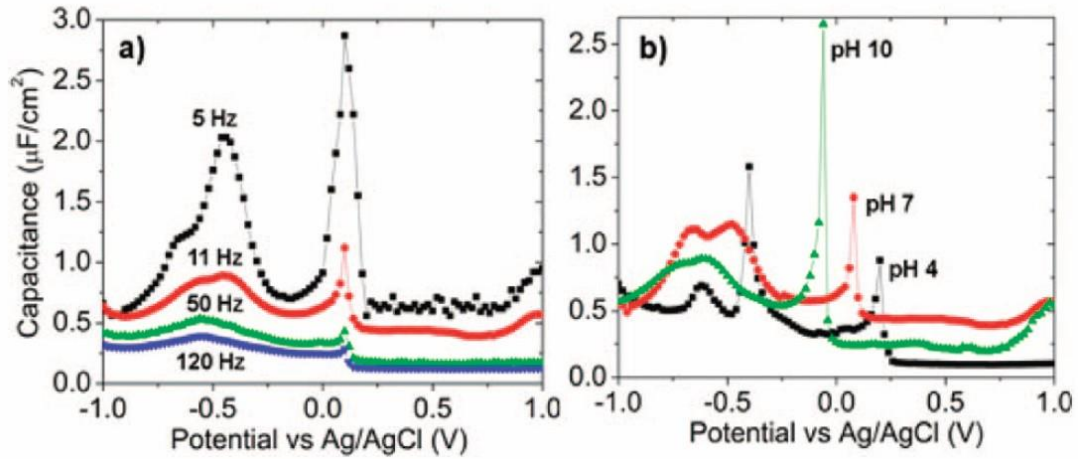 a)
5 Hz
11 Hz
50 Hz
120 Hz
Capacitance (μF/cm²)
3.0
2.5
2.0
1.5
1.0
0.5
0.0
-1.0 -0.5 0.0 0.5 1.0
Potential vs Ag/AgCl (V)
b)
pH 10
pH 7
pH 4
2.5
2.0
1.5
1.0
0.5
0.0
-1.0 -0.5 0.0 0.5 1.0
Potential vs Ag/AgCl (V)